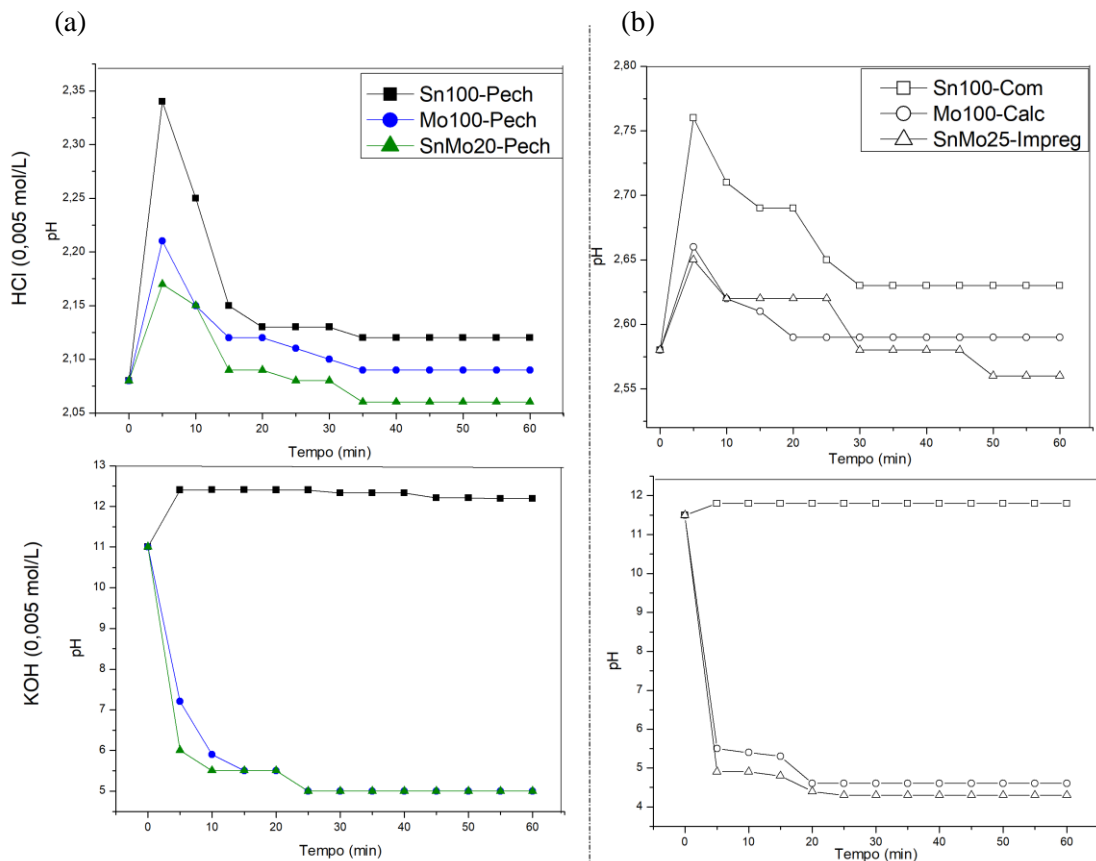 (a)
(b)
HCl (0,005 mol/L)
pH
2,35
2,30
2,25
2,20
2,15
2,10
2,05
Sn100-Pech
Mo100-Pech
SnMo20-Pech
0 10 20 30 40 50 60
Tempo (min)
pH
2,80
2,75
2,70
2,65
2,60
2,55
Sn100-Com
Mo100-Calc
SnMo25-Impreg
0 10 20 30 40 50 60
Tempo (min)
KOH (0,005 mol/L)
pH
13
12
11
10
9
8
7
6
5
0 10 20 30 40 50 60
Tempo (min)
pH
12
11
10
9
8
7
6
5
4
0 10 20 30 40 50 60
Tempo (min)